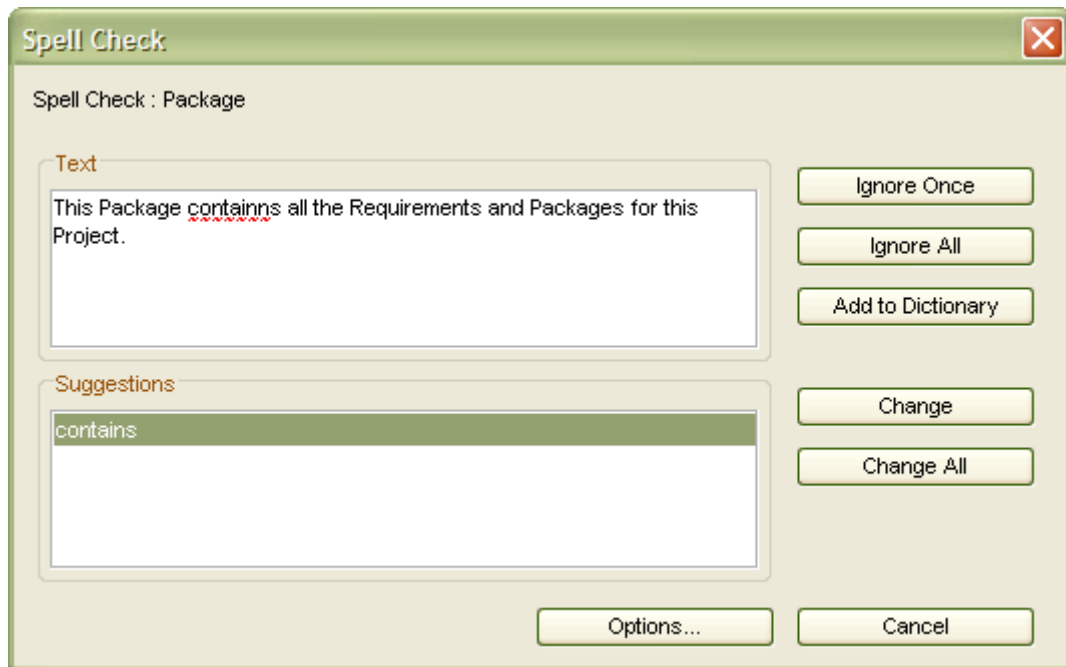 Spell Check
Spell Check : Package
Text
This Package containns all the Requirements and Packages for this
Project.
Ignore Once
Ignore All
Add to Dictionary
Suggestions
contains
Change
Change All
Options...
Cancel